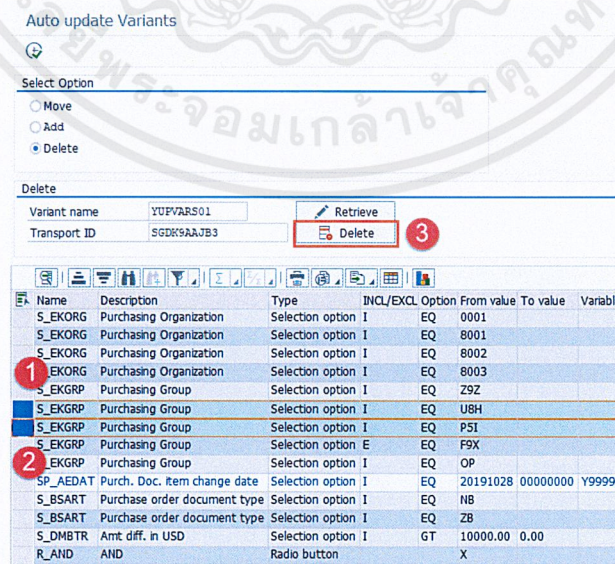 Auto update Variants
Select Option
Move
Add
Delete
Delete
Variant name YUPVARS01 Retrieve
Transport ID SGDK9AAJB3 Delete 3
Name Description Type INCL/EXCL Option From value To value Variabl
S_EKORG Purchasing Organization Selection option I EQ 0001
S_EKORG Purchasing Organization Selection option I EQ 8001
S_EKORG Purchasing Organization Selection option I EQ 8002
1 S_EKORG Purchasing Organization Selection option I EQ 8003
S_EKGRP Purchasing Group Selection option I EQ Z9Z
S_EKGRP Purchasing Group Selection option I EQ U8H
S_EKGRP Purchasing Group Selection option I EQ P5I
S_EKGRP Purchasing Group Selection option E EQ F9X
2 _EKGRP Purchasing Group Selection option I EQ OP
SP_AEDAT Purch. Doc. item change date Selection option I EQ 20191028 00000000 Y9999
S_BSART Purchase order document type Selection option I EQ NB
S_BSART Purchase order document type Selection option I EQ ZB
S_DMBTR Amt diff. in USD Selection option I GT 10000.00 0.00
R_AND AND Radio button X